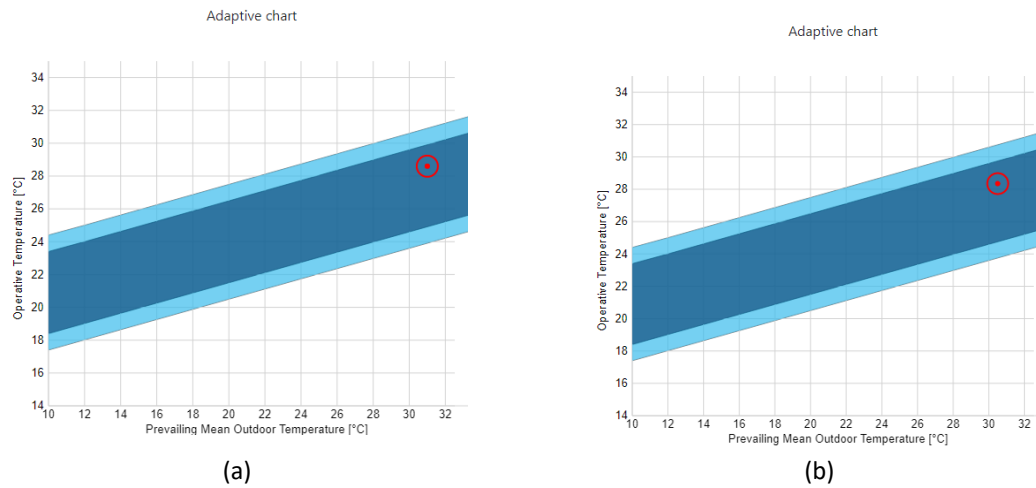 Adaptive chart
34
32
30
28
26
24
22
20
18
16
14
Operative Temperature [°C]
10 12 14 16 18 20 22 24 26 28 30 32
Prevailing Mean Outdoor Temperature [°C]
(a)
Adaptive chart
34
32
30
28
26
24
22
20
18
16
14
Operative Temperature [°C]
10 12 14 16 18 20 22 24 26 28 30 32
Prevailing Mean Outdoor Temperature [°C]
(b)